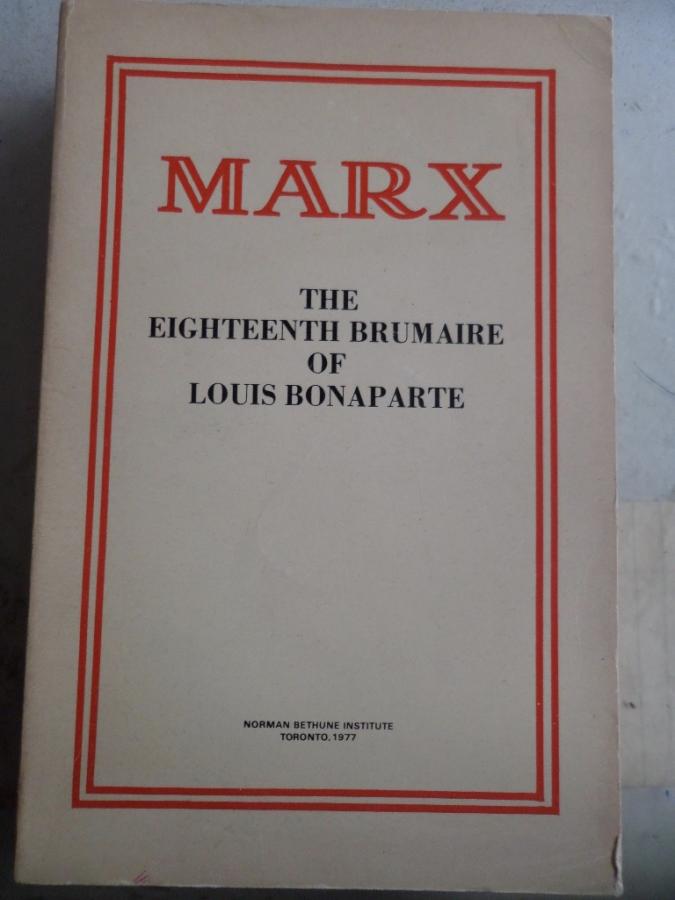 MARX
THE
EIGHTEENTH BRUMAIRE
OF
LOUIS BONAPARTE
NORMAN BETHUNE INSTITUTE
TORONTO, 1977